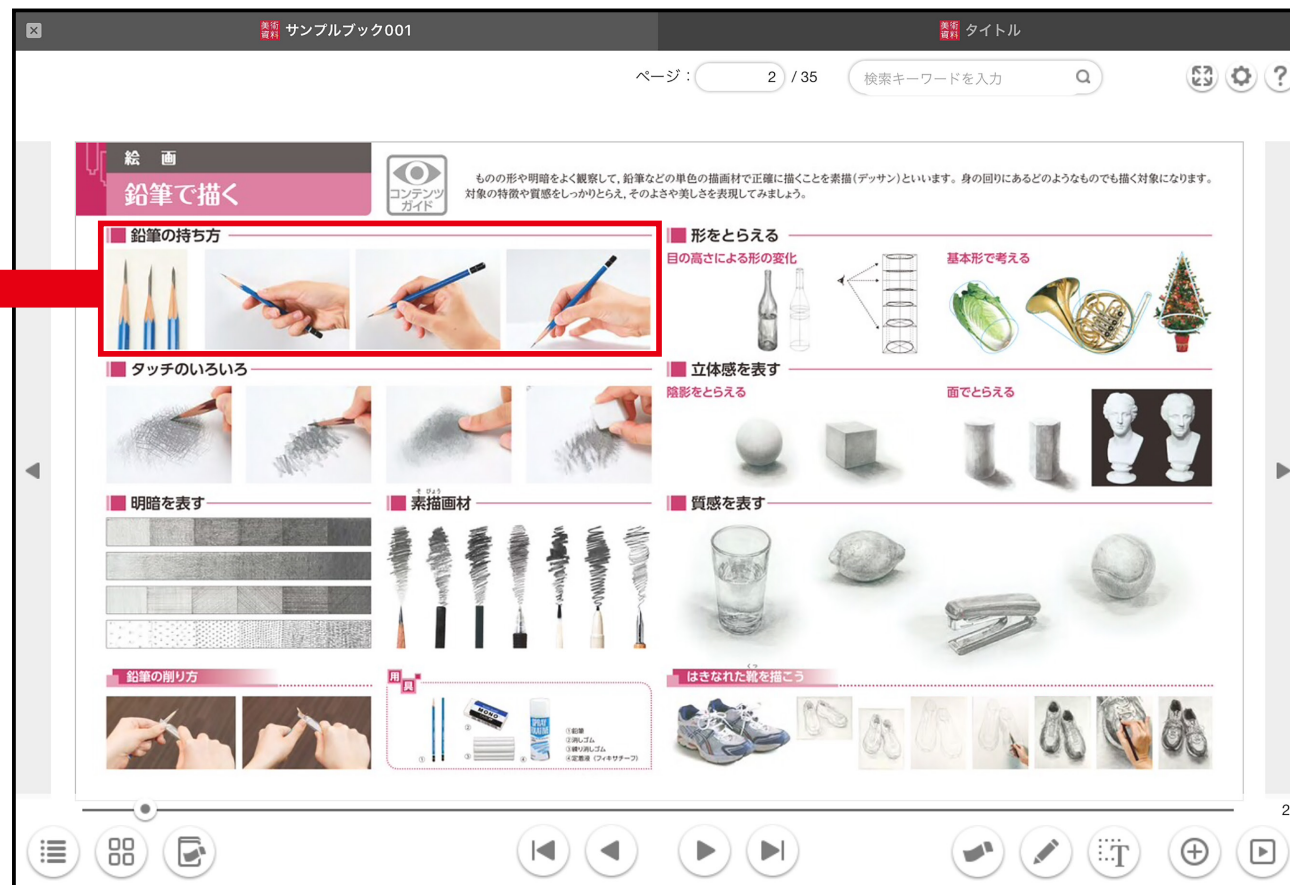 美術資料 サンプルブック001
美術資料 タイトル
ページ： 2 / 35
検索キーワードを入力
?
絵 画
鉛筆で描く
コンテンツ
ガイド
ものの形や明暗をよく観察して，鉛筆などの単色の描画材で正確に描くことを素描（デッサン）といいます。身の回りにあるどのようなものでも描く対象になります。
対象の特徴や質感をしっかりとらえ，そのよさや美しさを表現してみましょう。
鉛筆の持ち方
タッチのいろいろ
明暗を表す
そ びょう
素描画材
鉛筆の削り方
用具
MONO
SPRAY
FIXATIVE
① ② ③ ④
①鉛筆
②消しゴム
③練り消しゴム
④定着液（フィキサチーフ）
形をとらえる
目の高さによる形の変化
基本形で考える
立体感を表す
陰影をとらえる
面でとらえる
質感を表す
くつ
はきなれた靴を描こう
2
T